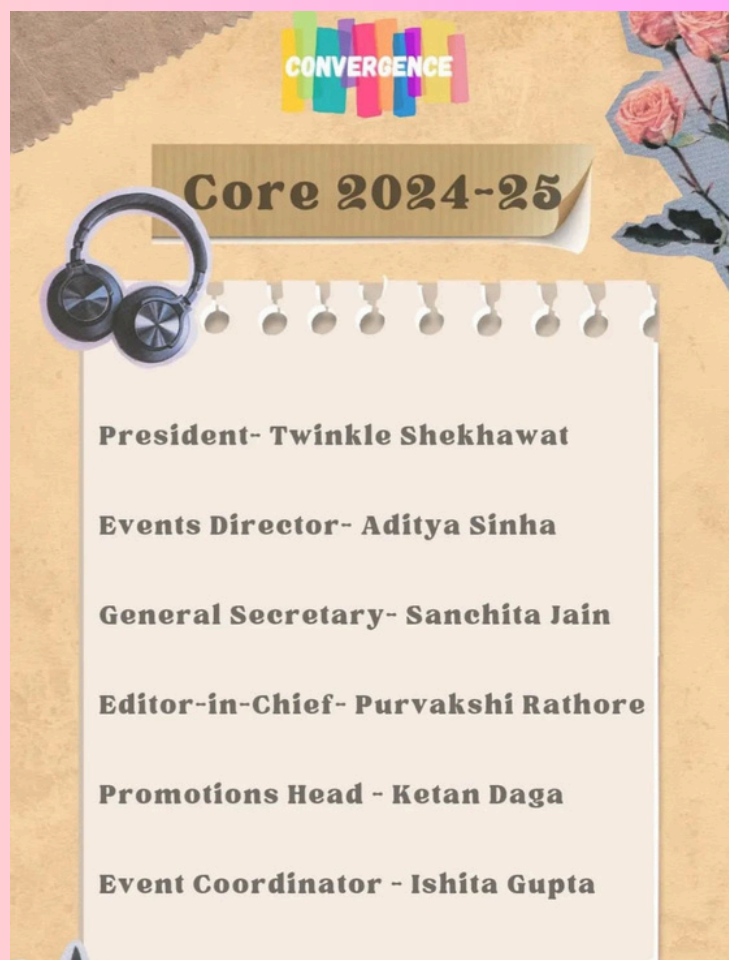 CONVERGENCE
Core 2024-25
President- Twinkle Shekhawat
Events Director- Aditya Sinha
General Secretary- Sanchita Jain
Editor-in-Chief- Purvakshi Rathore
Promotions Head - Ketan Daga
Event Coordinator - Ishita Gupta